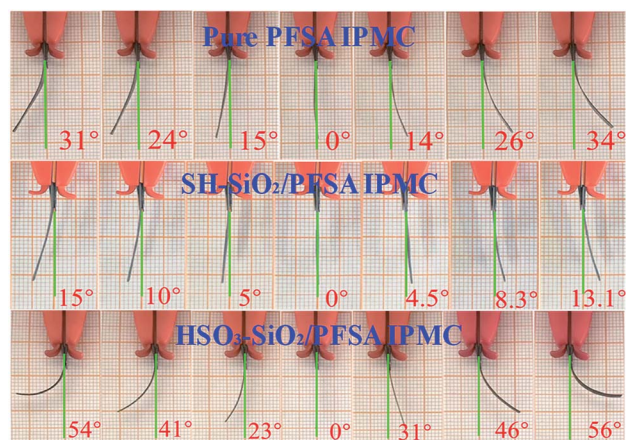 Pure PFSA IPMC
31° 24° 15° 0° 14° 26° 34°
SH-SiO₂/PFSA IPMC
15° 10° 5° 0° 4.5° 8.3° 13.1°
HSO₃-SiO₂/PFSA IPMC
54° 41° 23° 0° 31° 46° 56°